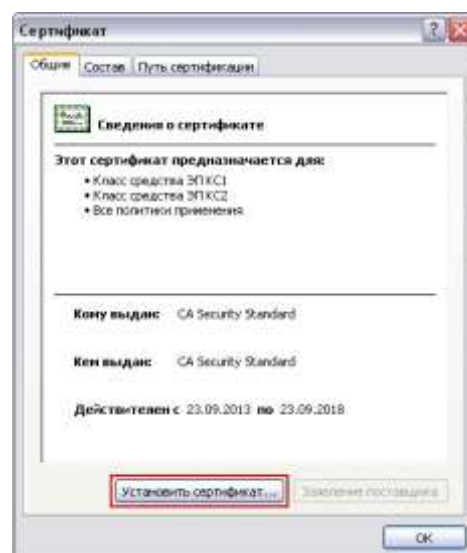 Сертификат
Общие Состав Путь сертификации
Сведения о сертификате
Этот сертификат предназначается для:
• Класс средства ЭП КС1
• Класс средства ЭП КС2
• Все политики применения
Кому выдан: CA Security Standard
Кем выдан: CA Security Standard
Действителен с 23.09.2013 по 23.09.2018
Установить сертификат... Заявление поставщика
ОК